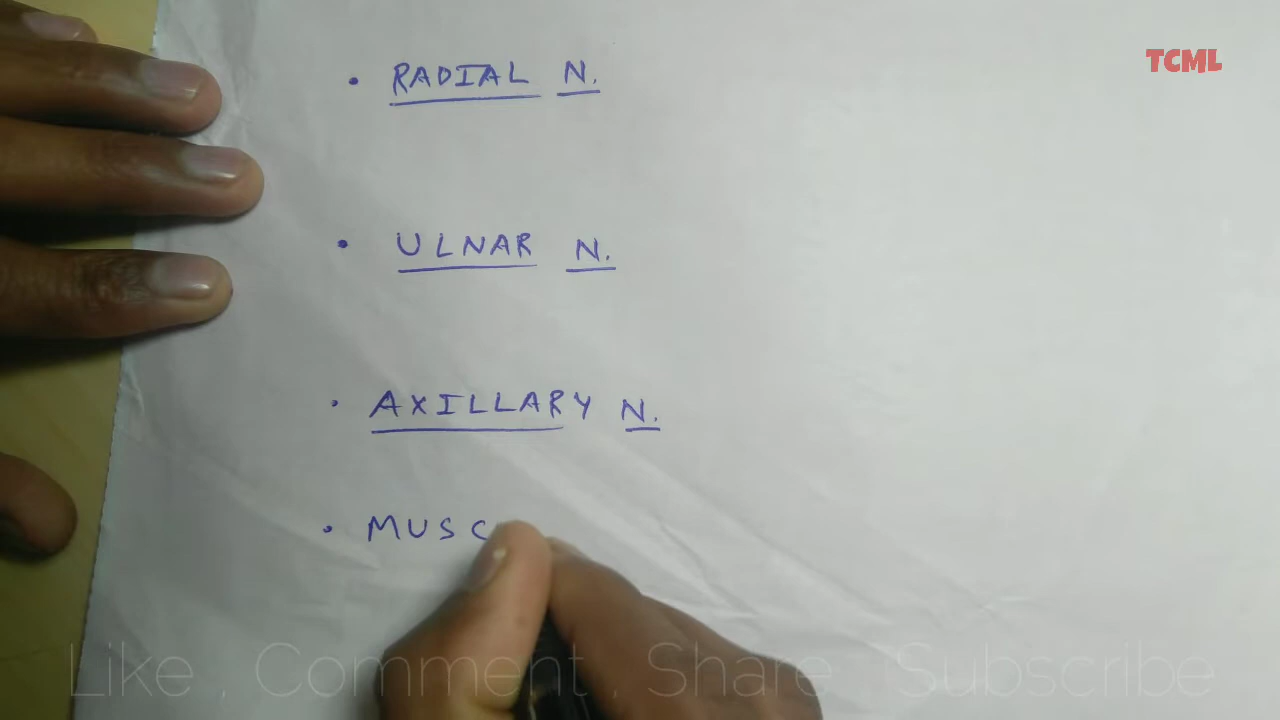 TCML
• RADIAL N.
• ULNAR N.
• AXILLARY N.
• MUSC
Like , Comment , Share , Subscribe